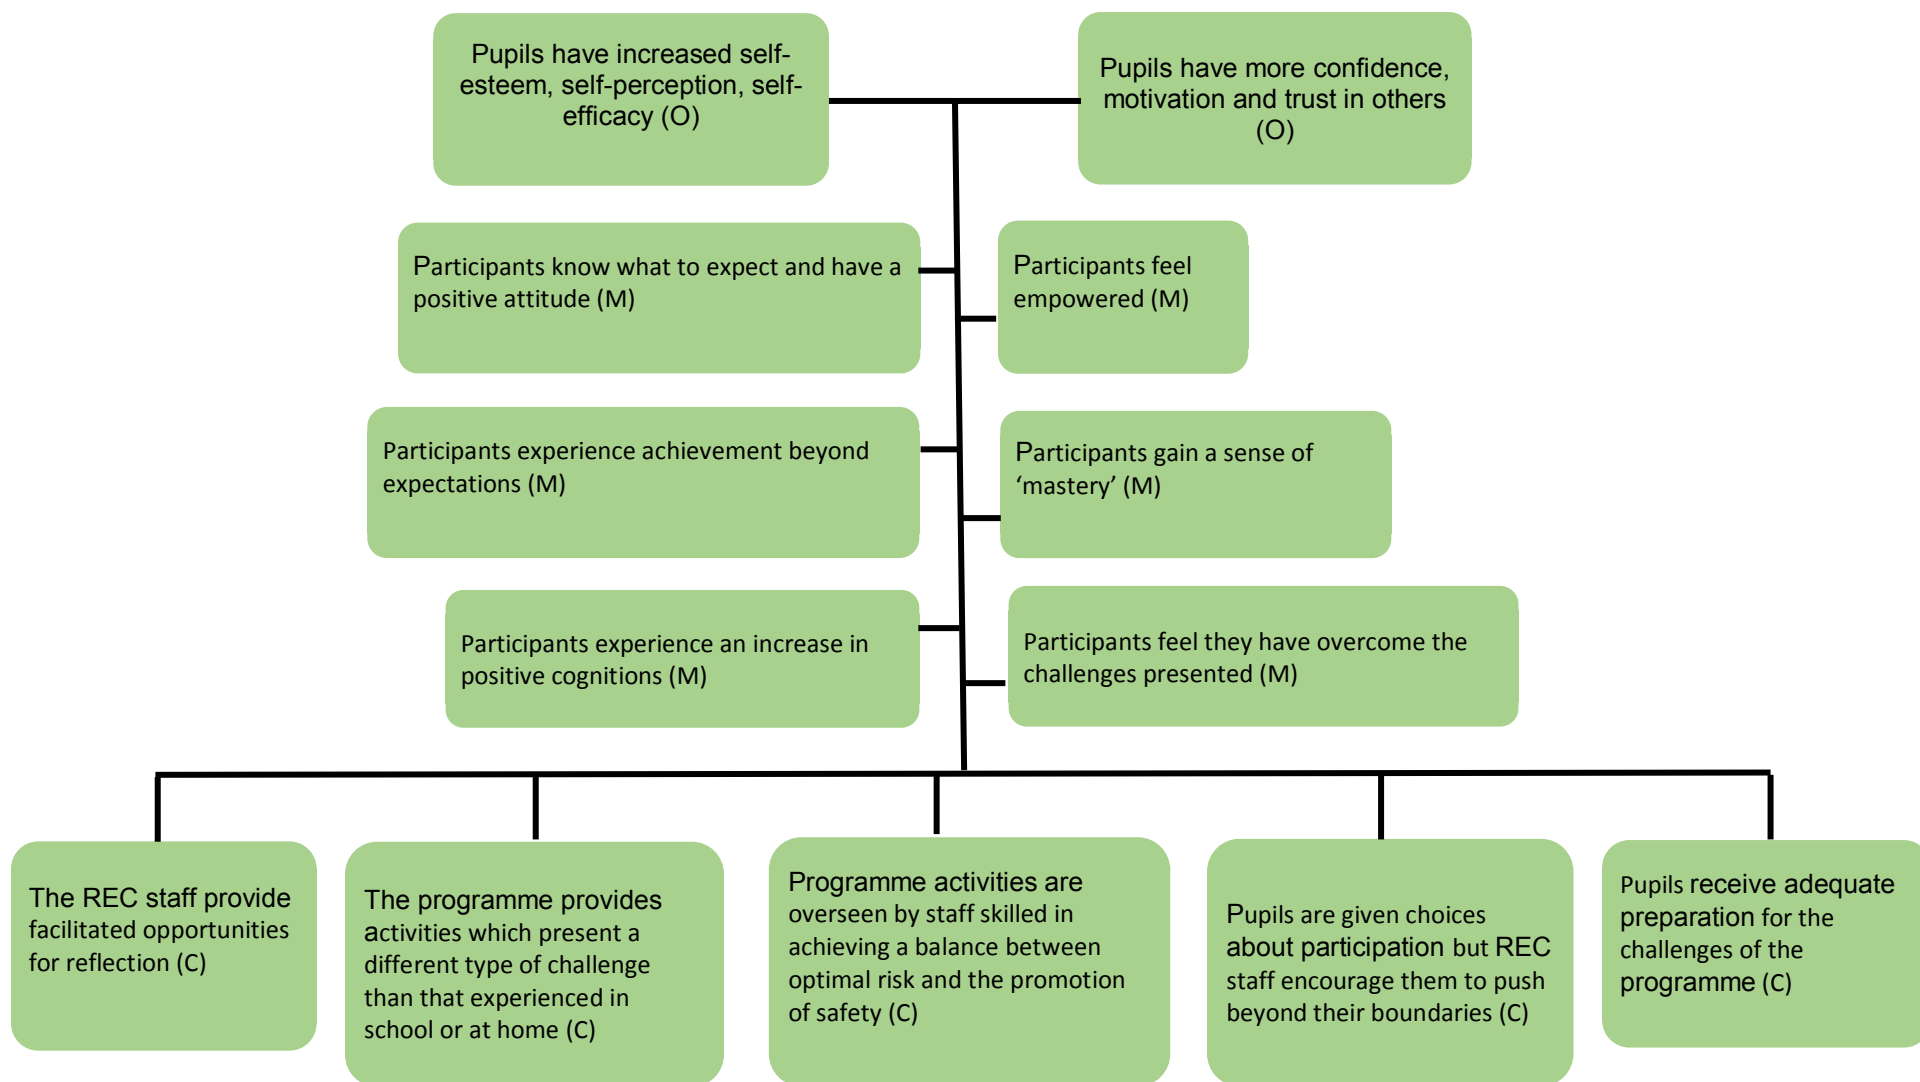 Pupils have increased self-
esteem, self-perception, self-
efficacy (O)
Pupils have more confidence,
motivation and trust in others
(O)
Participants know what to expect and have a
positive attitude (M)
Participants feel
empowered (M)
Participants experience achievement beyond
expectations (M)
Participants gain a sense of
‘mastery’ (M)
Participants experience an increase in
positive cognitions (M)
Participants feel they have overcome the
challenges presented (M)
The REC staff provide
facilitated opportunities
for reflection (C)
The programme provides
activities which present a
different type of challenge
than that experienced in
school or at home (C)
Programme activities are
overseen by staff skilled in
achieving a balance between
optimal risk and the promotion
of safety (C)
Pupils are given choices
about participation but REC
staff encourage them to push
beyond their boundaries (C)
Pupils receive adequate
preparation for the
challenges of the
programme (C)